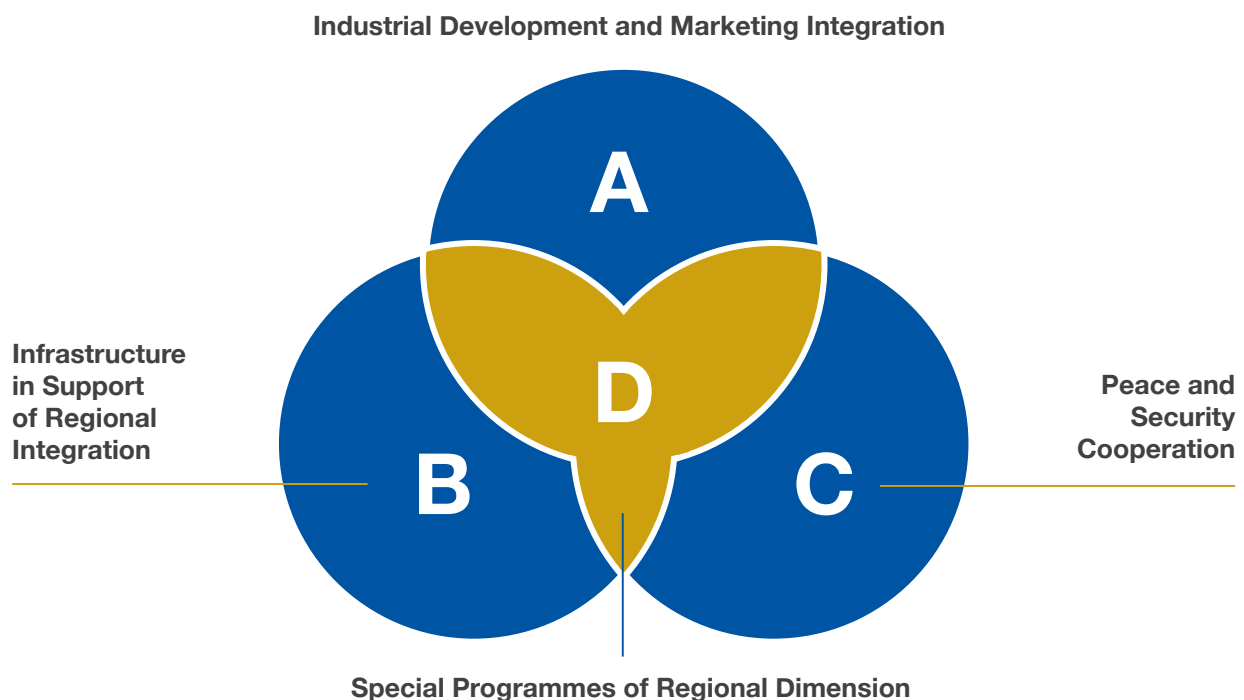 Industrial Development and Marketing Integration
A
Infrastructure
in Support
of Regional
Integration
D
Peace and
Security
Cooperation
B
C
Special Programmes of Regional Dimension